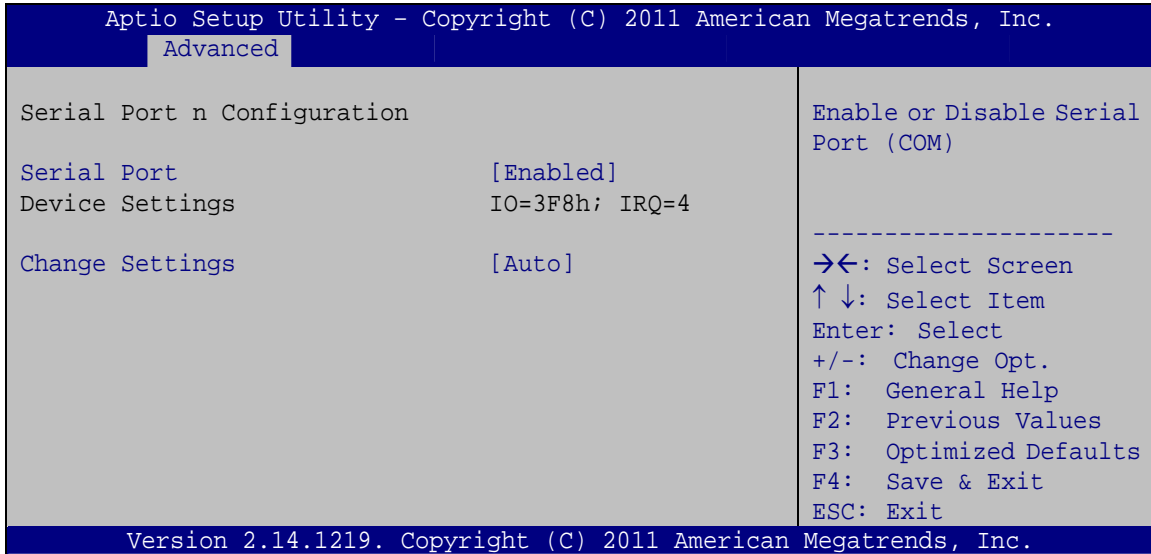 Aptio Setup Utility – Copyright (C) 2011 American Megatrends, Inc.
Advanced
Serial Port n Configuration
Serial Port [Enabled]
Device Settings IO=3F8h; IRQ=4
Change Settings [Auto]
Enable or Disable Serial
Port (COM)
---------------------
→←: Select Screen
↑ ↓: Select Item
Enter: Select
+/-: Change Opt.
F1: General Help
F2: Previous Values
F3: Optimized Defaults
F4: Save & Exit
ESC: Exit
Version 2.14.1219. Copyright (C) 2011 American Megatrends, Inc.